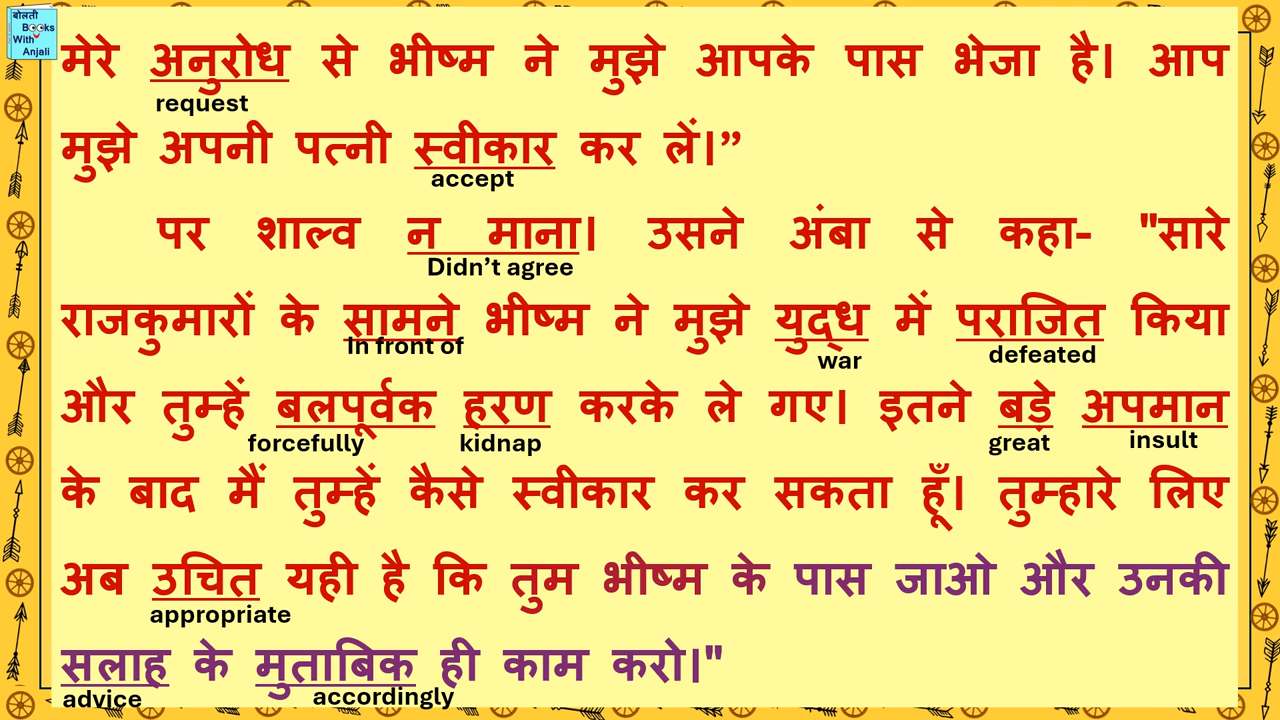 बोलती
Books
With
Anjali
मेरे अनुरोध से भीष्म ने मुझे आपके पास भेजा है। आप
request
मुझे अपनी पत्नी स्वीकार कर लें।”
accept
पर शाल्व न माना। उसने अंबा से कहा- "सारे
Didn’t agree
राजकुमारों के सामने भीष्म ने मुझे युद्ध में पराजित किया
In front of war defeated
और तुम्हें बलपूर्वक हरण करके ले गए। इतने बड़े अपमान
forcefully kidnap great insult
के बाद मैं तुम्हें कैसे स्वीकार कर सकता हूँ। तुम्हारे लिए
अब उचित यही है कि तुम भीष्म के पास जाओ और उनकी
appropriate
सलाह के मुताबिक ही काम करो।"
advice accordingly